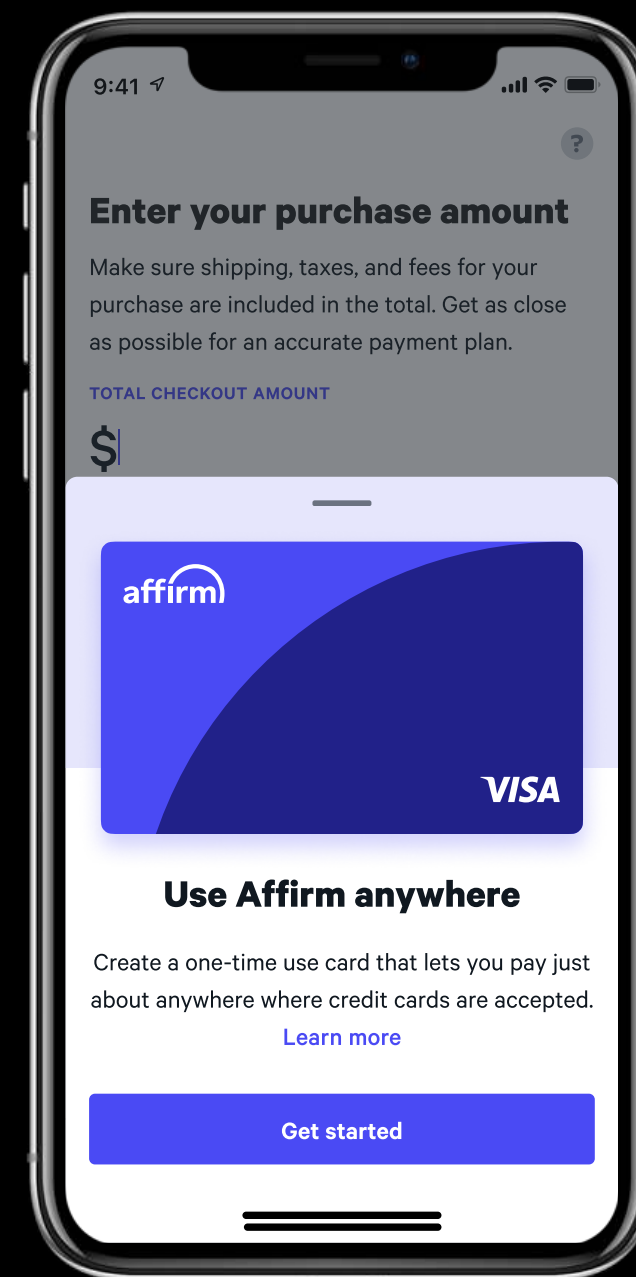 9:41
?
Enter your purchase amount
Make sure shipping, taxes, and fees for your
purchase are included in the total. Get as close
as possible for an accurate payment plan.
TOTAL CHECKOUT AMOUNT
$
affirm
VISA
Use Affirm anywhere
Create a one-time use card that lets you pay just
about anywhere where credit cards are accepted.
Learn more
Get started